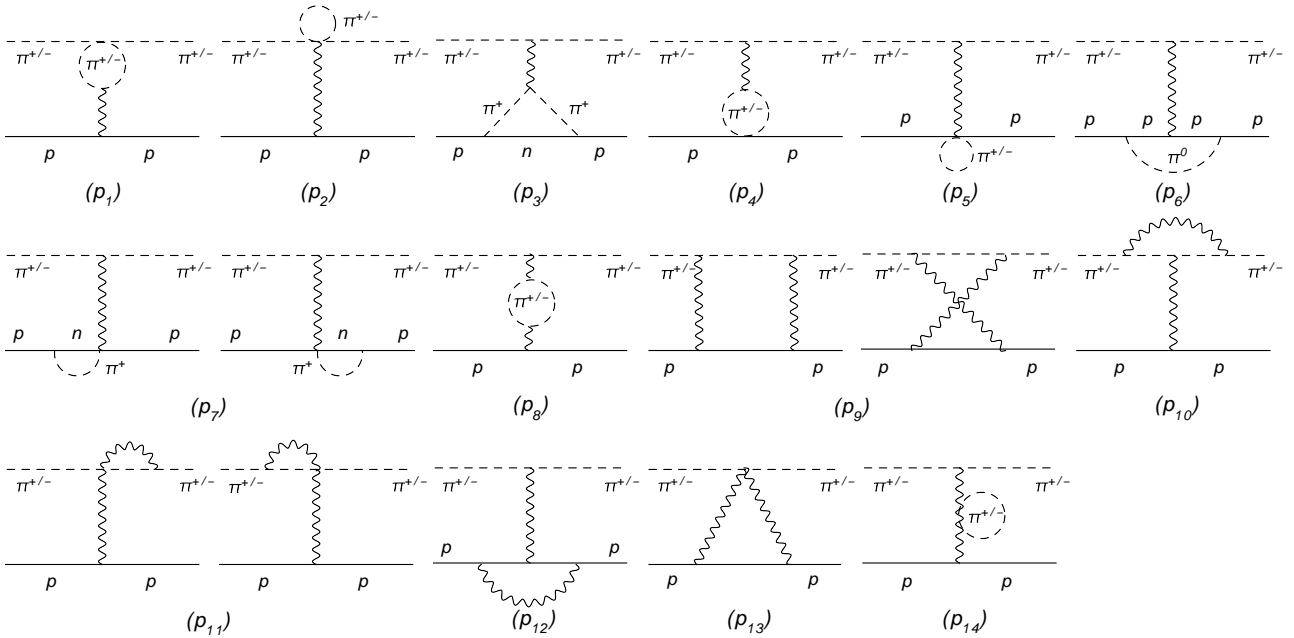 π+/- π+/- π+/-
p p
(p1)
π+/- π+/- π+/-
p p
(p2)
π+/- π+/-
π+ π+
p n p
(p3)
π+/- π+/-
π+/-
p p
(p4)
π+/- π+/-
p p
π+/-
(p5)
π+/- π+/-
p p p p
π0
(p6)
π+/- π+/-
p n p
π+
π+/- π+/-
p n p
π+
(p7)
π+/- π+/-
π+/-
p p
(p8)
π+/- π+/-
p p
π+/- π+/-
p p
(p9)
π+/- π+/-
p p
(p10)
π+/- π+/-
p p
π+/- π+/-
p p
(p11)
π+/- π+/-
p p
(p12)
π+/- π+/-
p p
(p13)
π+/- π+/-
π+/-
p p
(p14)